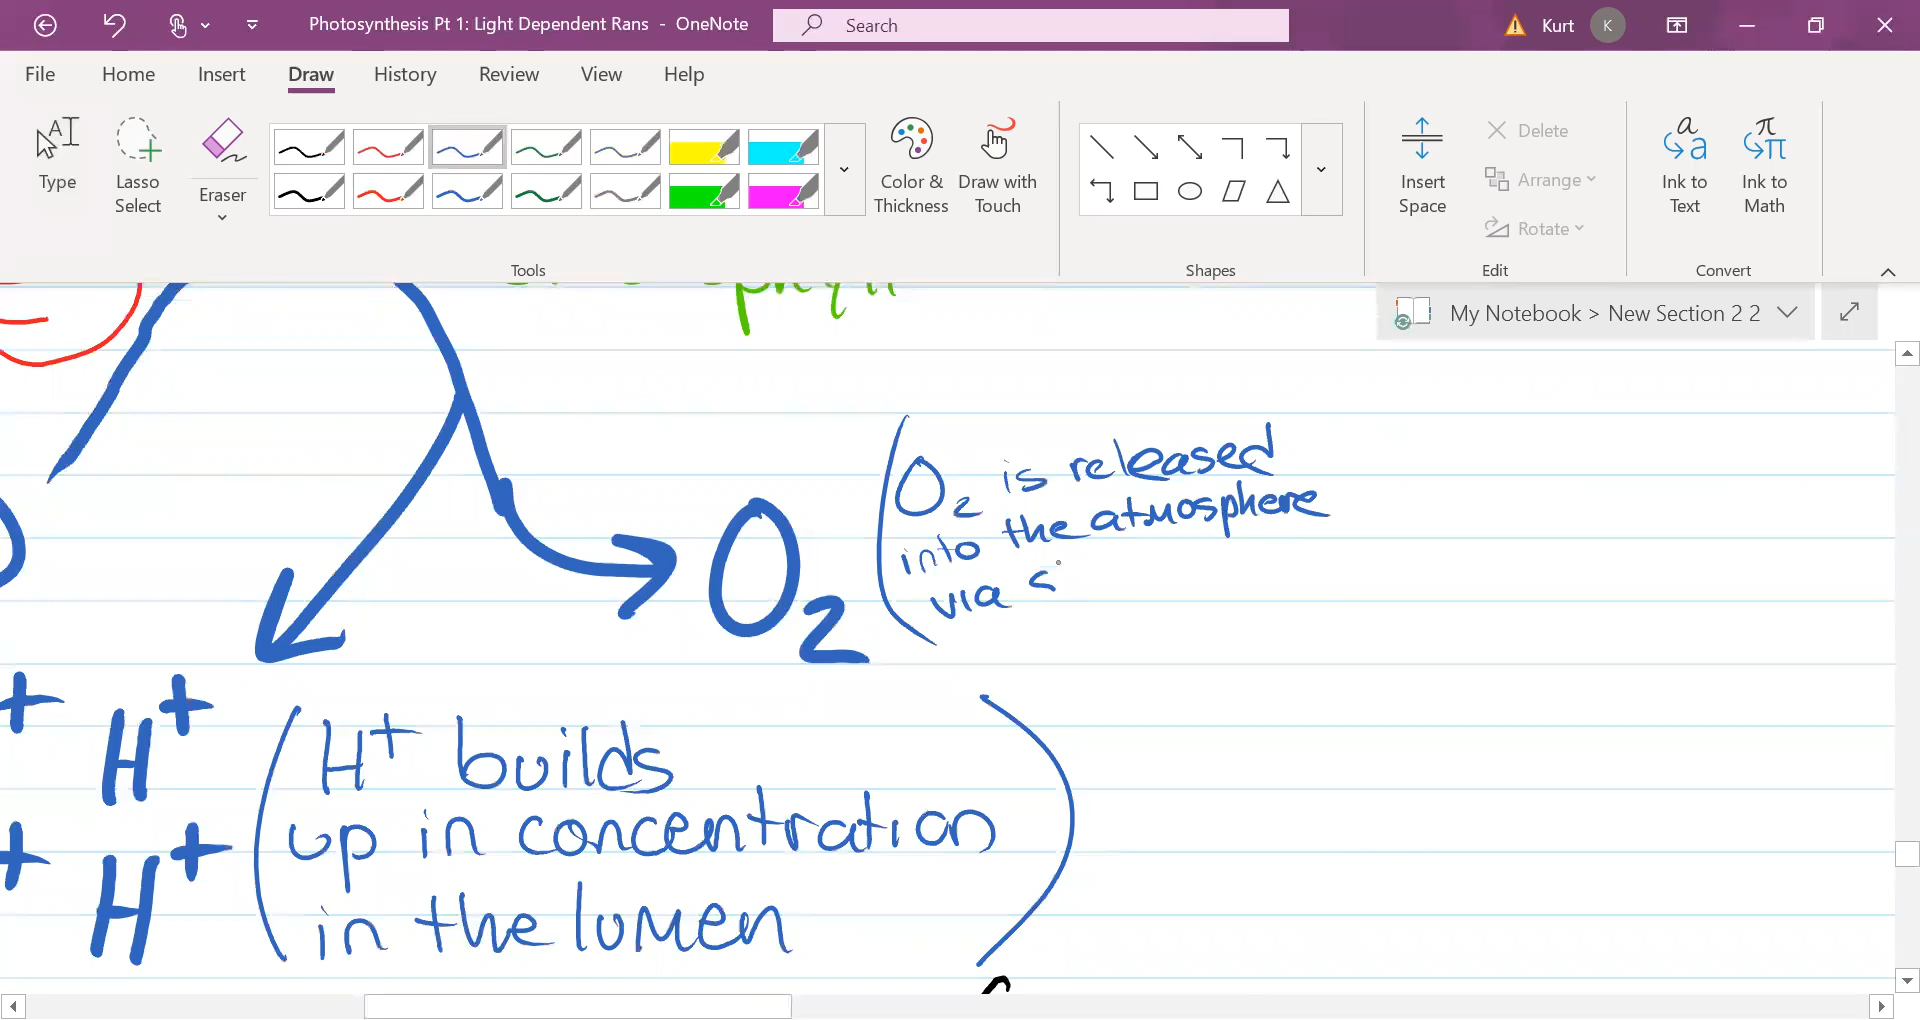 Photosynthesis Pt 1: Light Dependent Rxns - OneNote
Search
Kurt
K
File
Home
Insert
Draw
History
Review
View
Help
Type
Lasso Select
Eraser
Color & Thickness
Draw with Touch
Insert Space
Delete
Arrange
Rotate
Ink to Text
Ink to Math
Tools
Shapes
Edit
Convert
My Notebook > New Section 2 2
O2 is released
into the atmosphere
via s
O2
H+
(H+ builds
up in concentration
in the lumen)
H+